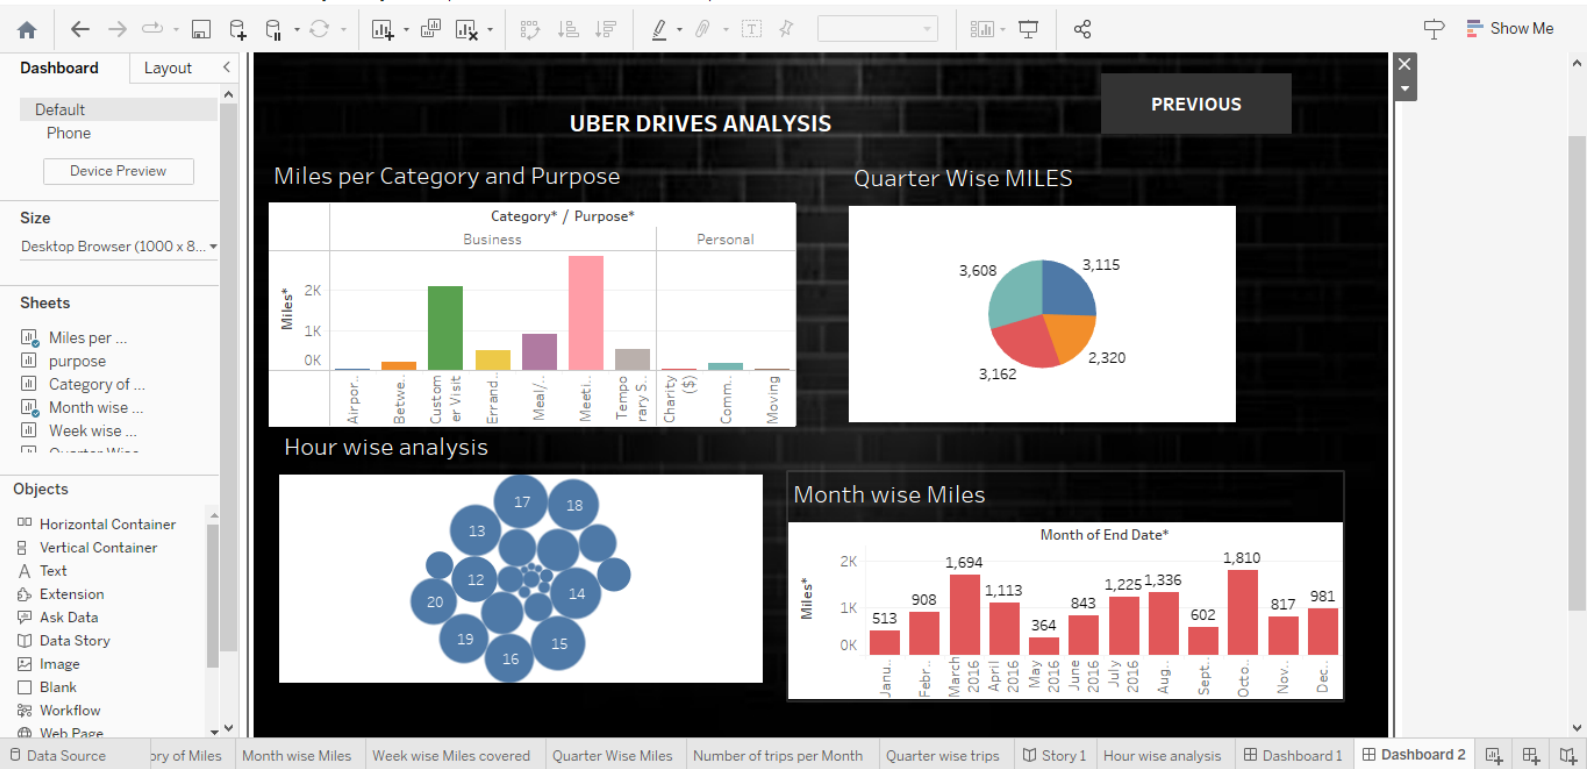 Show Me
Dashboard
Layout
Default
Phone
Device Preview
Size
Desktop Browser (1000 x 8...
Sheets
Miles per ...
purpose
Category of ...
Month wise ...
Week wise ...
Quarter Wise
Objects
Horizontal Container
Vertical Container
Text
Extension
Ask Data
Data Story
Image
Blank
Workflow
Web Page
UBER DRIVES ANALYSIS
PREVIOUS
Miles per Category and Purpose
Category* / Purpose*
Business
Personal
Miles*
2K
1K
0K
Airpor..
Betwe..
Custom
er Visit
Errand..
Meal/..
Meeti..
Tempo
rary S..
Charity
($)
Comm..
Moving
Quarter Wise MILES
3,608
3,115
2,320
3,162
Hour wise analysis
17
18
13
12
14
20
19
15
16
Month wise Miles
Month of End Date*
Miles*
2K
1K
0K
513
908
1,694
1,113
364
843
1,225
1,336
602
1,810
817
981
Janu..
Febr..
March
2016
April
2016
May
2016
June
2016
July
2016
Aug..
Sept..
Octo..
Nov..
Dec..
Data Source
ory of Miles
Month wise Miles
Week wise Miles covered
Quarter Wise Miles
Number of trips per Month
Quarter wise trips
Story 1
Hour wise analysis
Dashboard 1
Dashboard 2